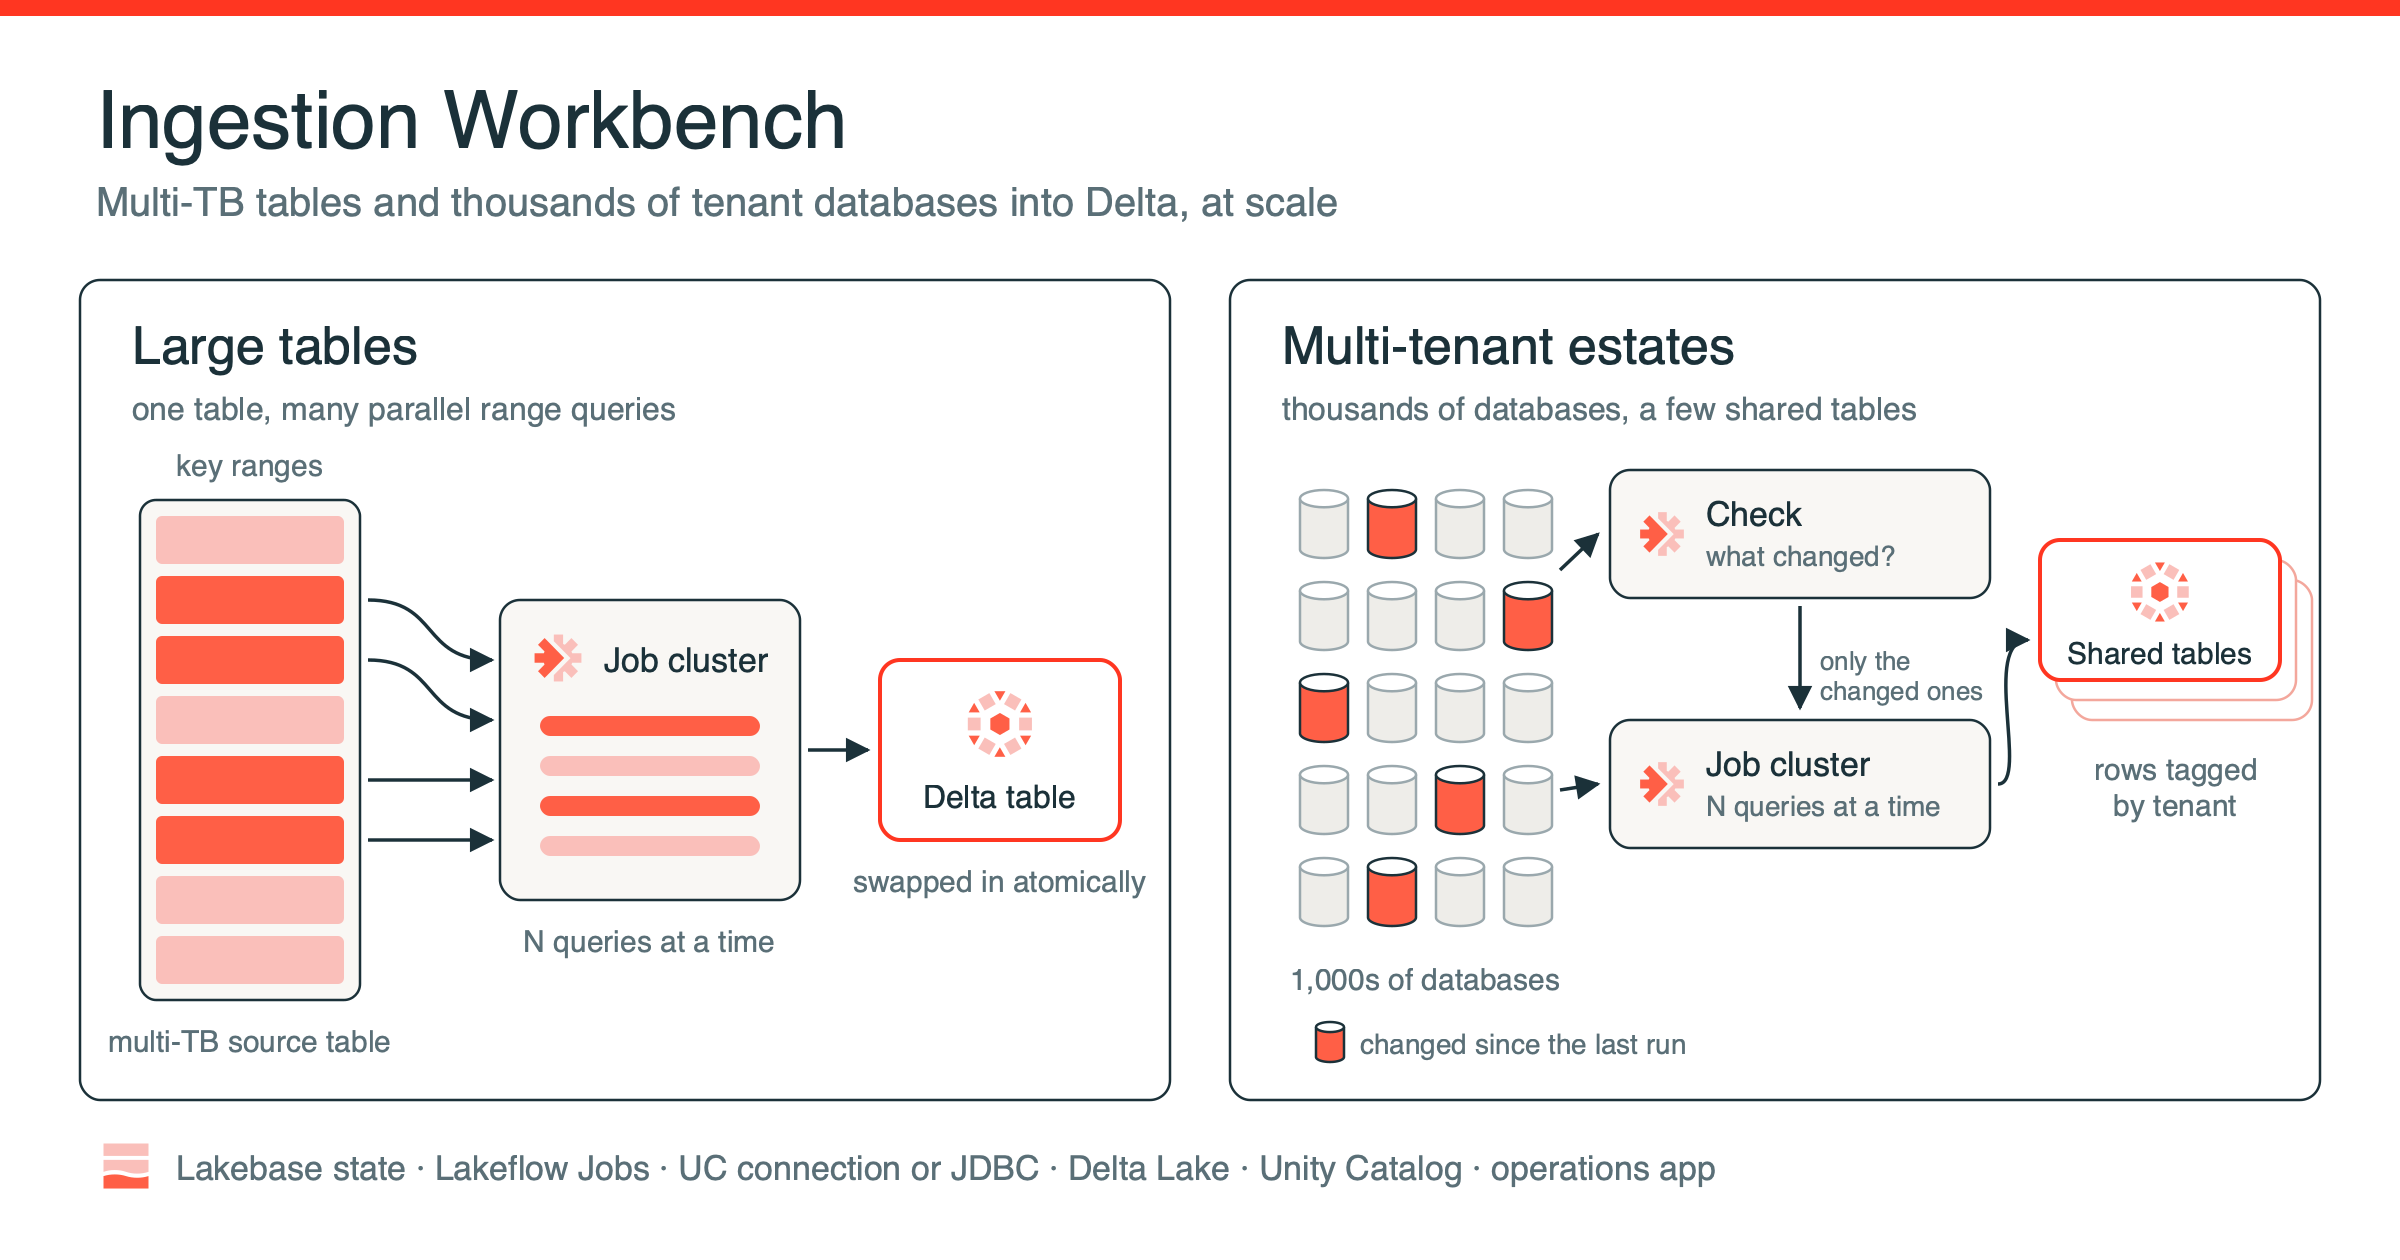 Ingestion Workbench
Multi-TB tables and thousands of tenant databases into Delta, at scale
Large tables
one table, many parallel range queries
key ranges
Job cluster
Delta table
swapped in atomically
N queries at a time
multi-TB source table
Multi-tenant estates
thousands of databases, a few shared tables
Check
what changed?
only the
changed ones
Job cluster
N queries at a time
Shared tables
rows tagged
by tenant
1,000s of databases
changed since the last run
Lakebase state · Lakeflow Jobs · UC connection or JDBC · Delta Lake · Unity Catalog · operations app